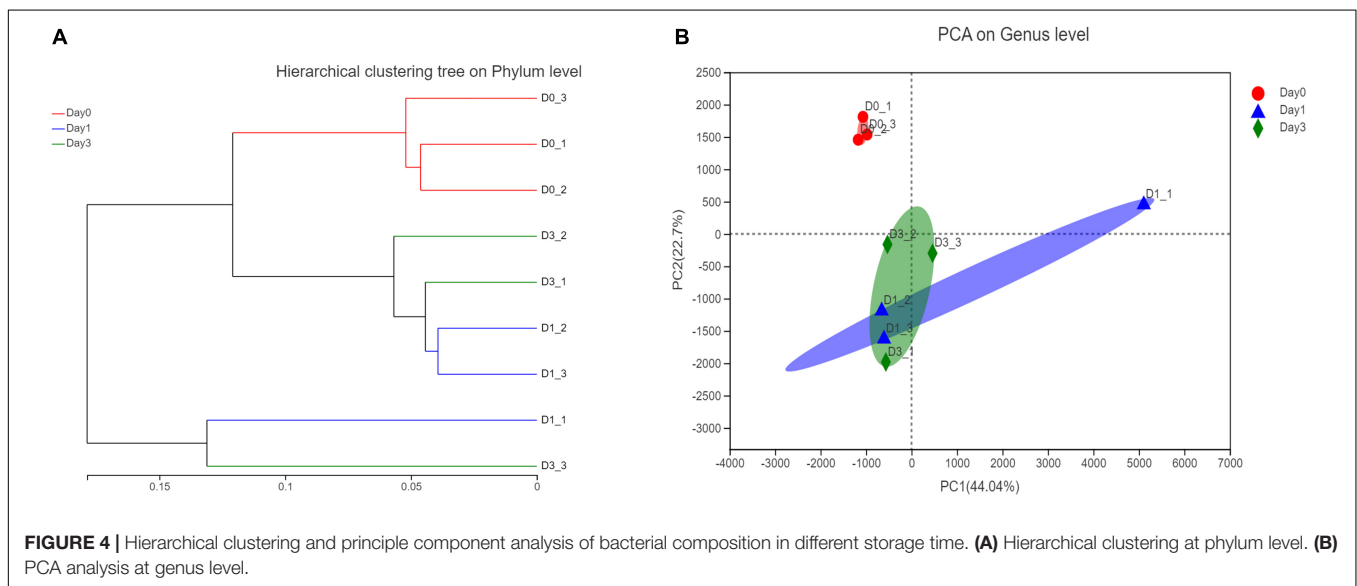 A
Hierarchical clustering tree on Phylum level
Day0
Day1
Day3
D0_3
D0_1
D0_2
D3_2
D3_1
D1_2
D1_3
D1_1
D3_3
0.15
0.1
0.05
0
B
PCA on Genus level
Day0
Day1
Day3
2500
2000
1500
1000
500
0
-500
-1000
-1500
-2000
-2500
-3000
PC2(22.7%)
D0_1
D0_3
D0_2
D1_1
D3_2
D3_3
D1_2
D1_3
D3_1
-4000 -3000 -2000 -1000 0 1000 2000 3000 4000 5000 6000 7000
PC1(44.04%)
FIGURE 4 | Hierarchical clustering and principle component analysis of bacterial composition in different storage time. (A) Hierarchical clustering at phylum level. (B)
PCA analysis at genus level.